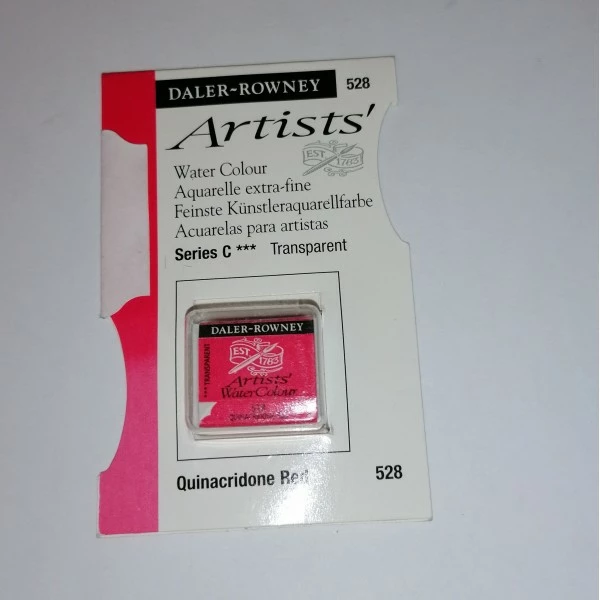 DALER-ROWNEY 528
Artists'
EST 1783
Water Colour
Aquarelle extra-fine
Feinste Künstleraquarellfarbe
Acuarelas para artistas
Series C *** Transparent
DALER-ROWNEY
EST 1783
*** TRANSPARENT
Artists'
Water Colour
Quinacridone Red 528